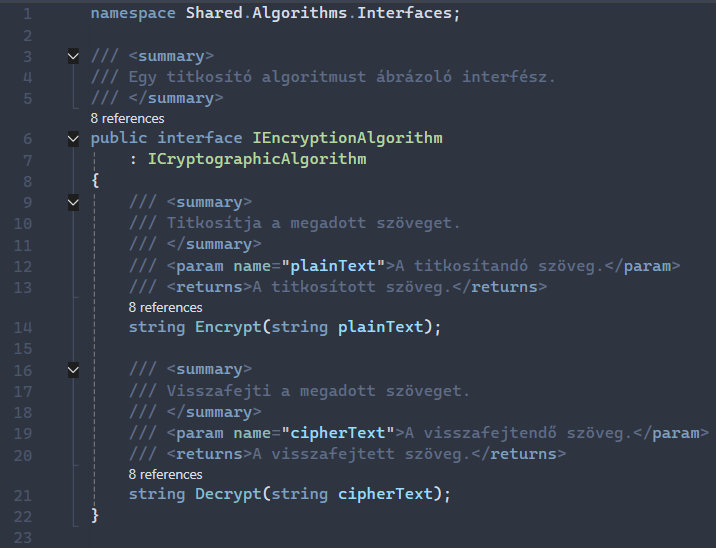 1 namespace Shared.Algorithms.Interfaces;
2
3 /// <summary>
4 /// Egy titkosító algoritmust ábrázoló interfész.
5 /// </summary>
8 references
6 public interface IEncryptionAlgorithm
7     : ICryptographicAlgorithm
8 {
9     /// <summary>
10     /// Titkosítja a megadott szöveget.
11     /// </summary>
12     /// <param name="plainText">A titkosítandó szöveg.</param>
13     /// <returns>A titkosított szöveg.</returns>
8 references
14     string Encrypt(string plainText);
15
16     /// <summary>
17     /// Visszafejti a megadott szöveget.
18     /// </summary>
19     /// <param name="cipherText">A visszafejtendő szöveg.</param>
20     /// <returns>A visszafejtett szöveg.</returns>
8 references
21     string Decrypt(string cipherText);
22 }
23